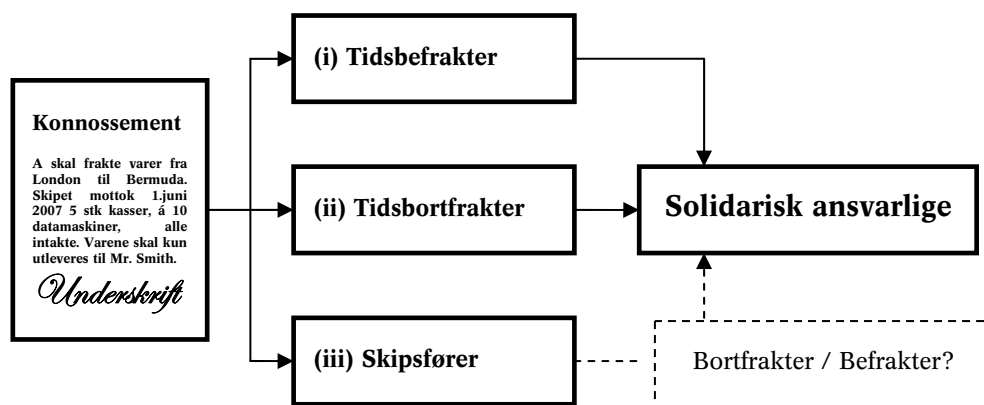 Konnossement
A skal frakte varer fra
London til Bermuda.
Skipet mottok 1.juni
2007 5 stk kasser, á 10
datamaskiner, alle
intakte. Varene skal kun
utleveres til Mr. Smith.
Underskrift
(i) Tidsbefrakter
(ii) Tidsbortfrakter
(iii) Skipsfører
Solidarisk ansvarlige
Bortfrakter / Befrakter?